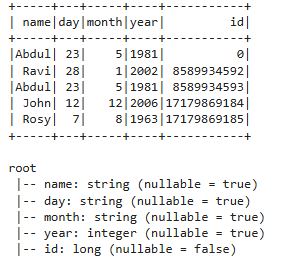 +-----+---+-----+----+-----------+
| name|day|month|year|         id|
+-----+---+-----+----+-----------+
|Abdul| 23|    5|1981|          0|
| Ravi| 28|    1|2002| 8589934592|
|Abdul| 23|    5|1981| 8589934593|
| John| 12|   12|2006|17179869184|
| Rosy|  7|    8|1963|17179869185|
+-----+---+-----+----+-----------+

root
 |-- name: string (nullable = true)
 |-- day: string (nullable = true)
 |-- month: string (nullable = true)
 |-- year: integer (nullable = true)
 |-- id: long (nullable = false)